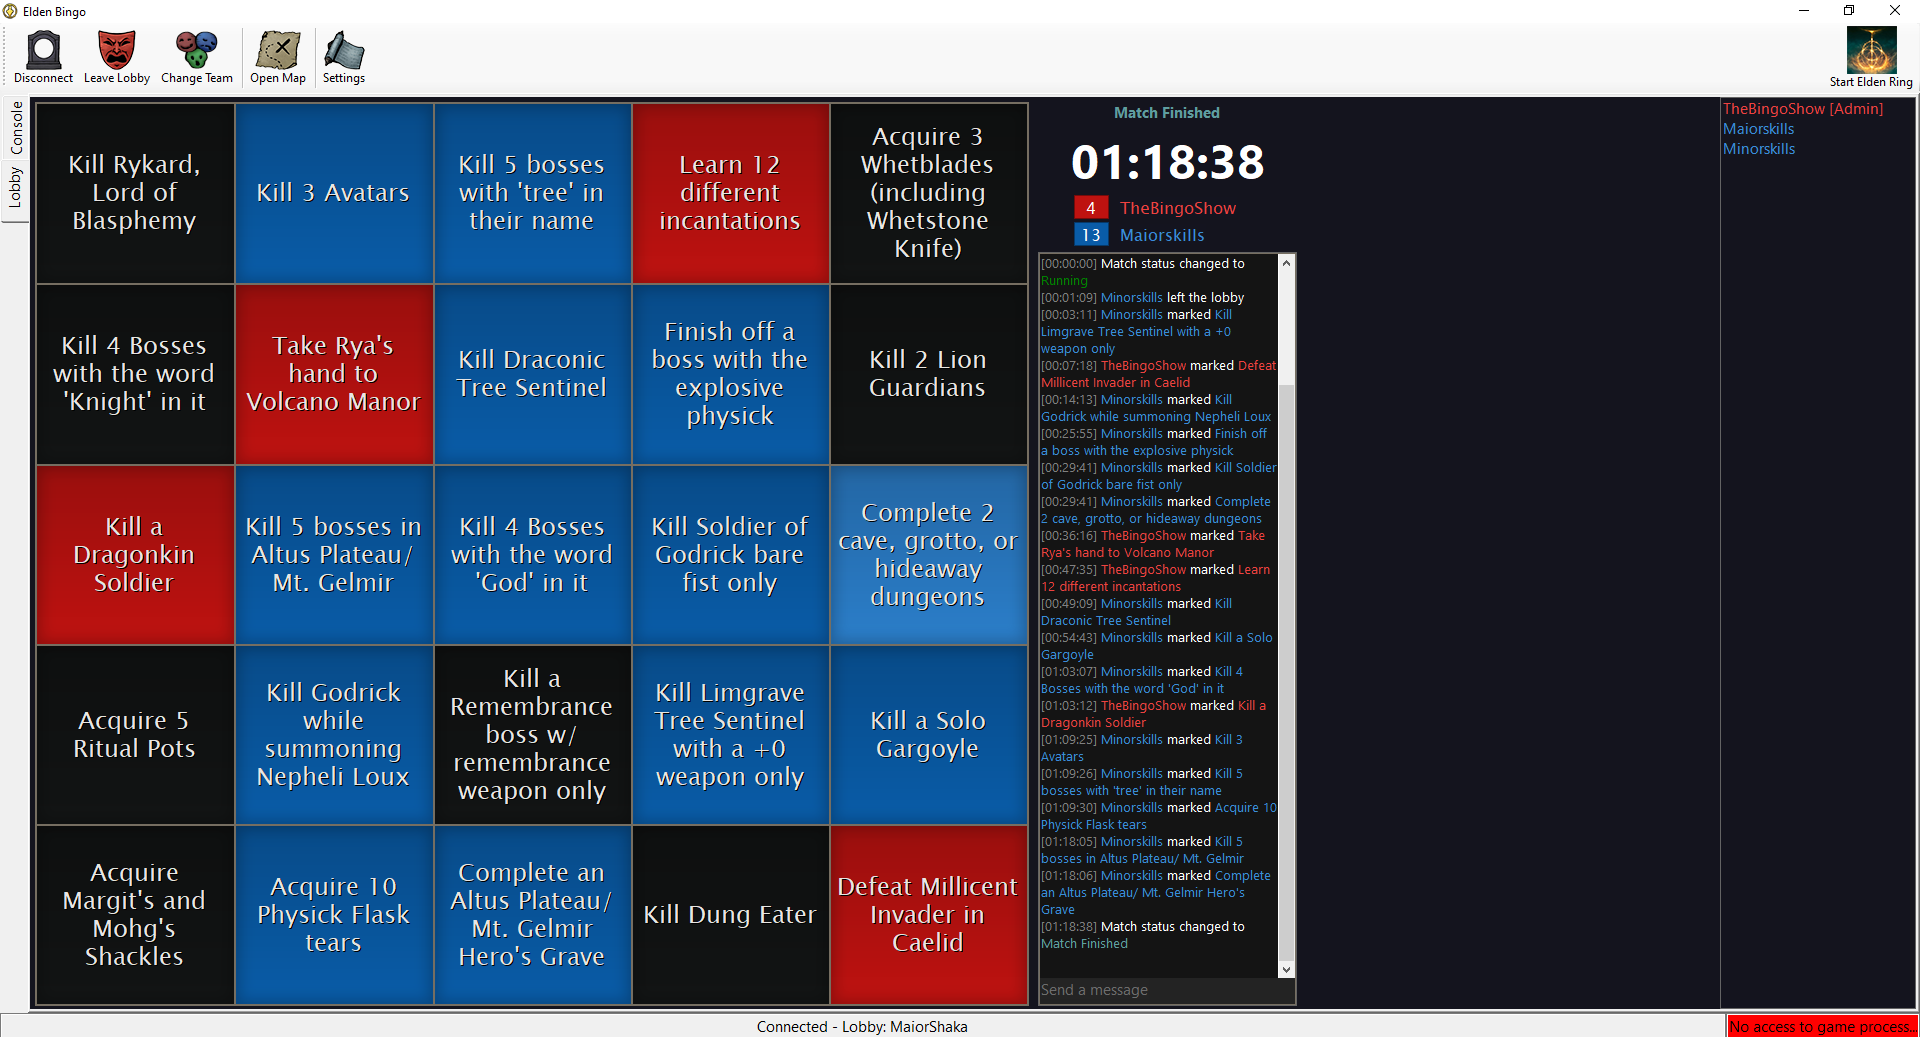 Elden Bingo
Disconnect
Leave Lobby
Change Team
Open Map
Settings
Start Elden Ring
Console
Lobby
Kill Rykard,
Lord of
Blasphemy
Kill 3 Avatars
Kill 5 bosses
with 'tree' in
their name
Learn 12
different
incantations
Acquire 3
Whetblades
(including
Whetstone
Knife)
Kill 4 Bosses
with the word
'Knight' in it
Take Rya's
hand to
Volcano Manor
Kill Draconic
Tree Sentinel
Finish off a
boss with the
explosive
physick
Kill 2 Lion
Guardians
Kill a
Dragonkin
Soldier
Kill 5 bosses in
Altus Plateau/
Mt. Gelmir
Kill 4 Bosses
with the word
'God' in it
Kill Soldier of
Godrick bare
fist only
Complete 2
cave, grotto, or
hideaway
dungeons
Acquire 5
Ritual Pots
Kill Godrick
while
summoning
Nepheli Loux
Kill a
Remembrance
boss w/
remembrance
weapon only
Kill Limgrave
Tree Sentinel
with a +0
weapon only
Kill a Solo
Gargoyle
Acquire
Margit's and
Mohg's
Shackles
Acquire 10
Physick Flask
tears
Complete an
Altus Plateau/
Mt. Gelmir
Hero's Grave
Kill Dung Eater
Defeat Millicent
Invader in
Caelid
Match Finished
01:18:38
4 TheBingoShow
13 Maiorskills
[00:00:00] Match status changed to
Running
[00:01:09] Minorskills left the lobby
[00:03:11] Minorskills marked Kill
Limgrave Tree Sentinel with a +0
weapon only
[00:07:18] TheBingoShow marked Defeat
Millicent Invader in Caelid
[00:14:13] Minorskills marked Kill
Godrick while summoning Nepheli Loux
[00:25:55] Minorskills marked Finish off
a boss with the explosive physick
[00:29:41] Minorskills marked Kill Soldier
of Godrick bare fist only
[00:29:41] Minorskills marked Complete
2 cave, grotto, or hideaway dungeons
[00:36:16] TheBingoShow marked Take
Rya's hand to Volcano Manor
[00:47:35] TheBingoShow marked Learn
12 different incantations
[00:49:09] Minorskills marked Kill
Draconic Tree Sentinel
[00:54:43] Minorskills marked Kill a Solo
Gargoyle
[01:03:07] Minorskills marked Kill 4
Bosses with the word 'God' in it
[01:03:12] TheBingoShow marked Kill a
Dragonkin Soldier
[01:09:25] Minorskills marked Kill 3
Avatars
[01:09:26] Minorskills marked Kill 5
bosses with 'tree' in their name
[01:09:30] Minorskills marked Acquire 10
Physick Flask tears
[01:18:05] Minorskills marked Kill 5
bosses in Altus Plateau/ Mt. Gelmir
[01:18:06] Minorskills marked Complete
an Altus Plateau/ Mt. Gelmir Hero's
Grave
[01:18:38] Match status changed to
Match Finished
Send a message
TheBingoShow [Admin]
Maiorskills
Minorskills
Connected - Lobby: MaiorShaka
No access to game process...